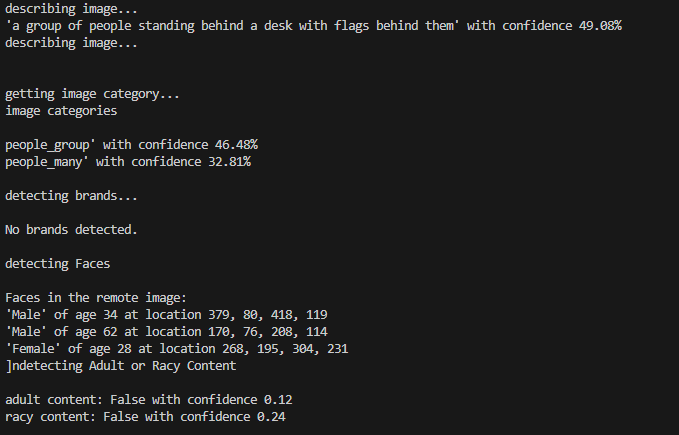 describing image...
'a group of people standing behind a desk with flags behind them' with confidence 49.08%
describing image...
getting image category...
image categories
people_group' with confidence 46.48%
people_many' with confidence 32.81%
detecting brands...
No brands detected.
detecting Faces
Faces in the remote image:
'Male' of age 34 at location 379, 80, 418, 119
'Male' of age 62 at location 170, 76, 208, 114
'Female' of age 28 at location 268, 195, 304, 231
]ndetecting Adult or Racy Content
adult content: False with confidence 0.12
racy content: False with confidence 0.24